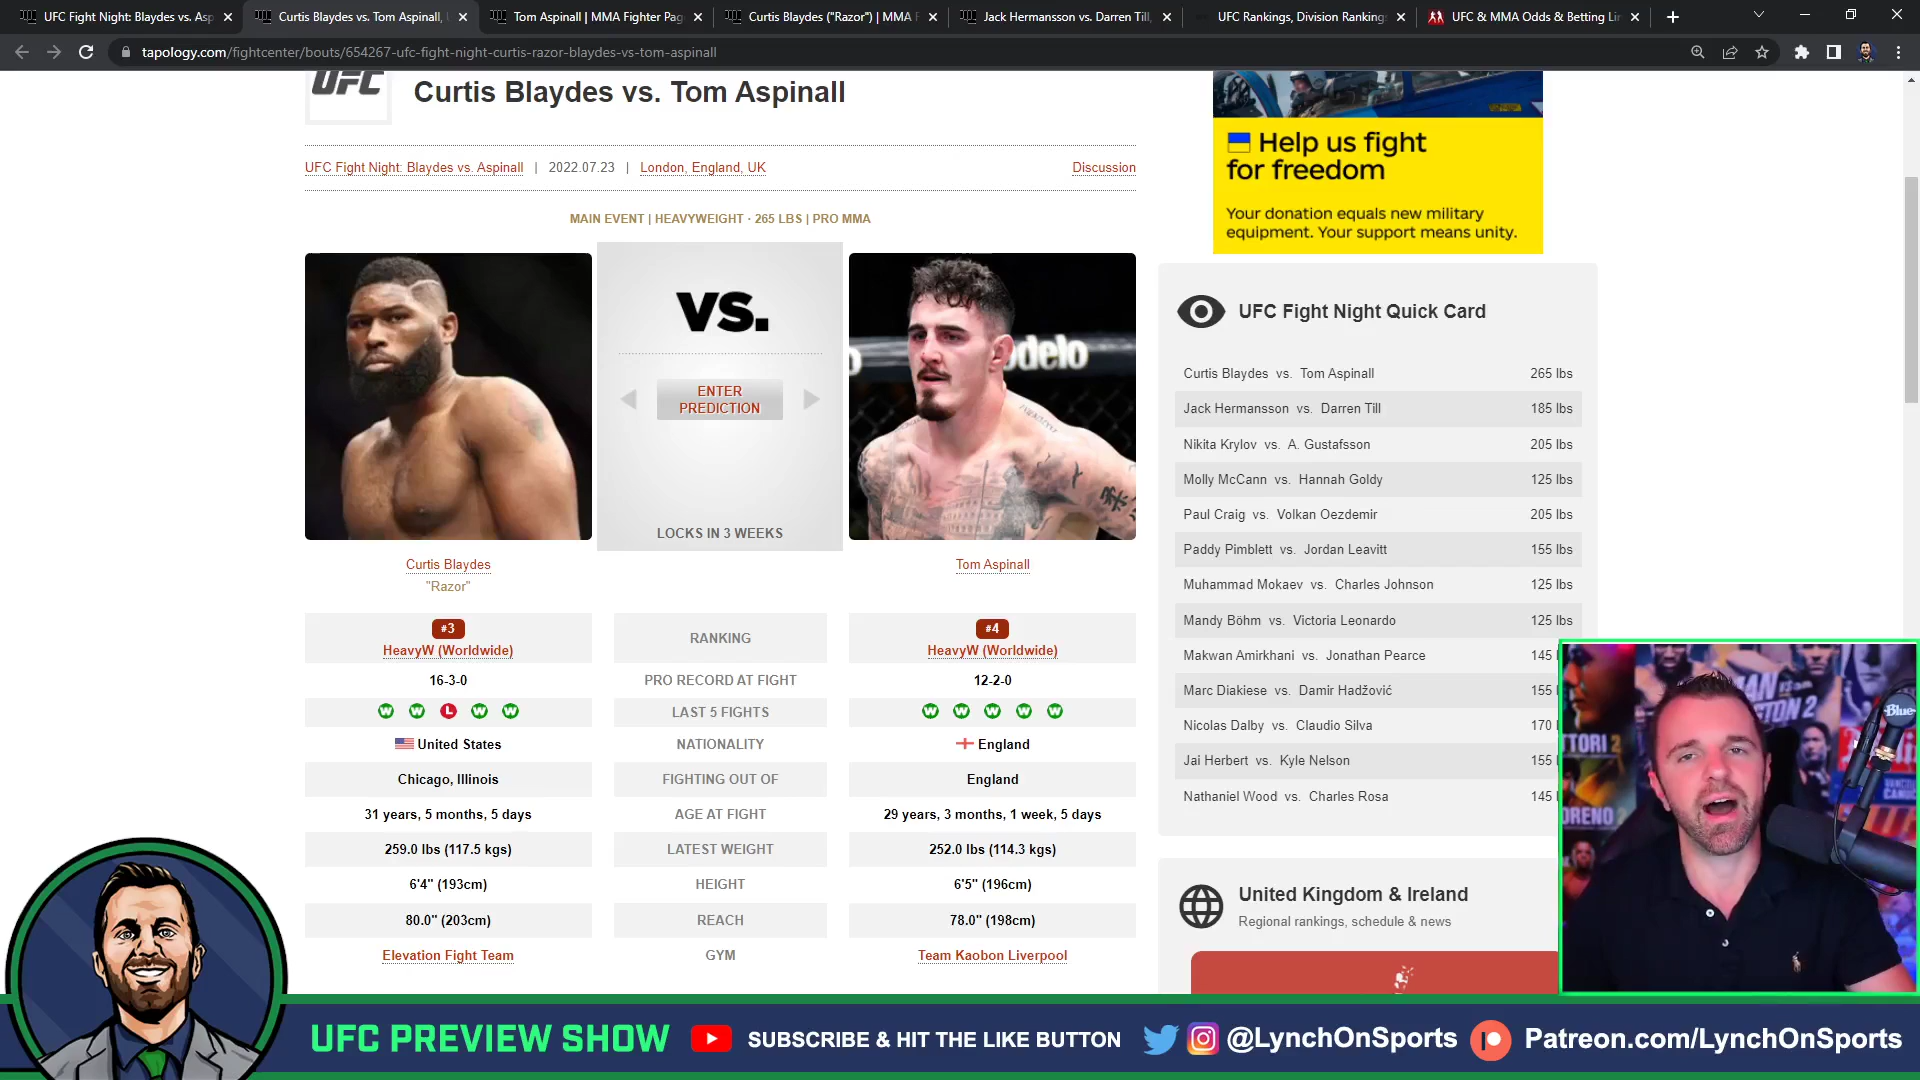 UFC Fight Night: Blaydes vs. Asp
Curtis Blaydes vs. Tom Aspinall,
Tom Aspinall | MMA Fighter Pag
Curtis Blaydes ("Razor") | MMA F
Jack Hermansson vs. Darren Till,
UFC Rankings, Division Ranking
UFC & MMA Odds & Betting Lin
tapology.com/fightcenter/bouts/654267-ufc-fight-night-curtis-razor-blaydes-vs-tom-aspinall
UFC
Curtis Blaydes vs. Tom Aspinall
UFC Fight Night: Blaydes vs. Aspinall | 2022.07.23 | London, England, UK
Discussion
MAIN EVENT | HEAVYWEIGHT · 265 LBS | PRO MMA
VS.
ENTER
PREDICTION
LOCKS IN 3 WEEKS
odelo
Curtis Blaydes
"Razor"
Tom Aspinall
#3
HeavyW (Worldwide)
RANKING
#4
HeavyW (Worldwide)
16-3-0 PRO RECORD AT FIGHT 12-2-0
W W L W W LAST 5 FIGHTS W W W W W
United States NATIONALITY England
Chicago, Illinois FIGHTING OUT OF England
31 years, 5 months, 5 days AGE AT FIGHT 29 years, 3 months, 1 week, 5 days
259.0 lbs (117.5 kgs) LATEST WEIGHT 252.0 lbs (114.3 kgs)
6'4" (193cm) HEIGHT 6'5" (196cm)
80.0" (203cm) REACH 78.0" (198cm)
Elevation Fight Team GYM Team Kaobon Liverpool
Help us fight
for freedom
Your donation equals new military
equipment. Your support means unity.
UFC Fight Night Quick Card
Curtis Blaydes vs. Tom Aspinall 265 lbs
Jack Hermansson vs. Darren Till 185 lbs
Nikita Krylov vs. A. Gustafsson 205 lbs
Molly McCann vs. Hannah Goldy 125 lbs
Paul Craig vs. Volkan Oezdemir 205 lbs
Paddy Pimblett vs. Jordan Leavitt 155 lbs
Muhammad Mokaev vs. Charles Johnson 125 lbs
Mandy Böhm vs. Victoria Leonardo 125 lbs
Makwan Amirkhani vs. Jonathan Pearce 145
Marc Diakiese vs. Damir Hadžović 155
Nicolas Dalby vs. Claudio Silva 170
Jai Herbert vs. Kyle Nelson 155
Nathaniel Wood vs. Charles Rosa 145
United Kingdom & Ireland
Regional rankings, schedule & news
TORI 2
RENO 2
Blue
UFC PREVIEW SHOW
SUBSCRIBE & HIT THE LIKE BUTTON
@LynchOnSports
Patreon.com/LynchOnSports